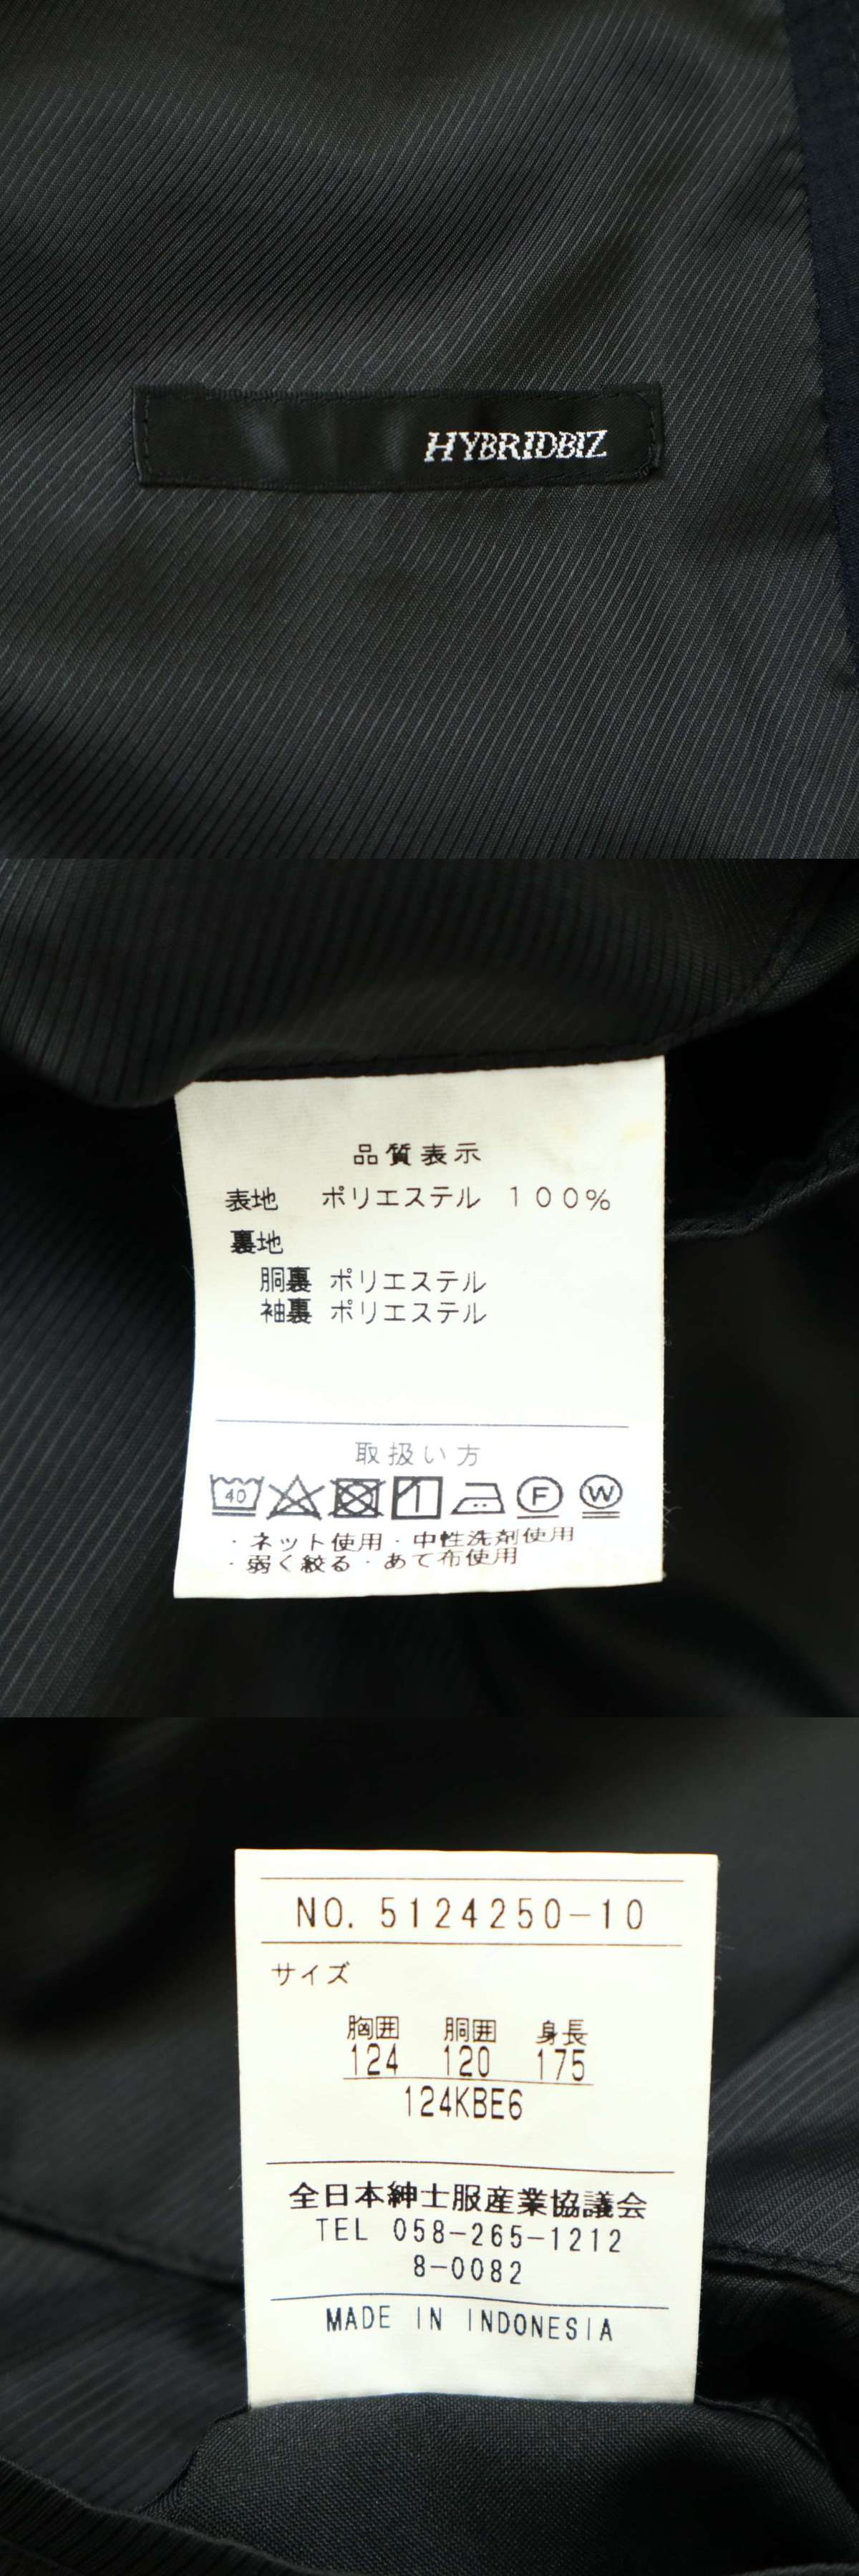 HYBRIDBIZ
品質表示
表地 ポリエステル 100%
裏地
胴裏 ポリエステル
袖裏 ポリエステル
取扱い方
40 F W
・ネット使用・中性洗剤使用
・弱く絞る・あて布使用
NO. 5124250-10
サイズ
胸囲 胴囲 身長
124 120 175
124KBE6
全日本紳士服産業協議会
TEL 058-265-1212
8-0082
MADE IN INDONESIA